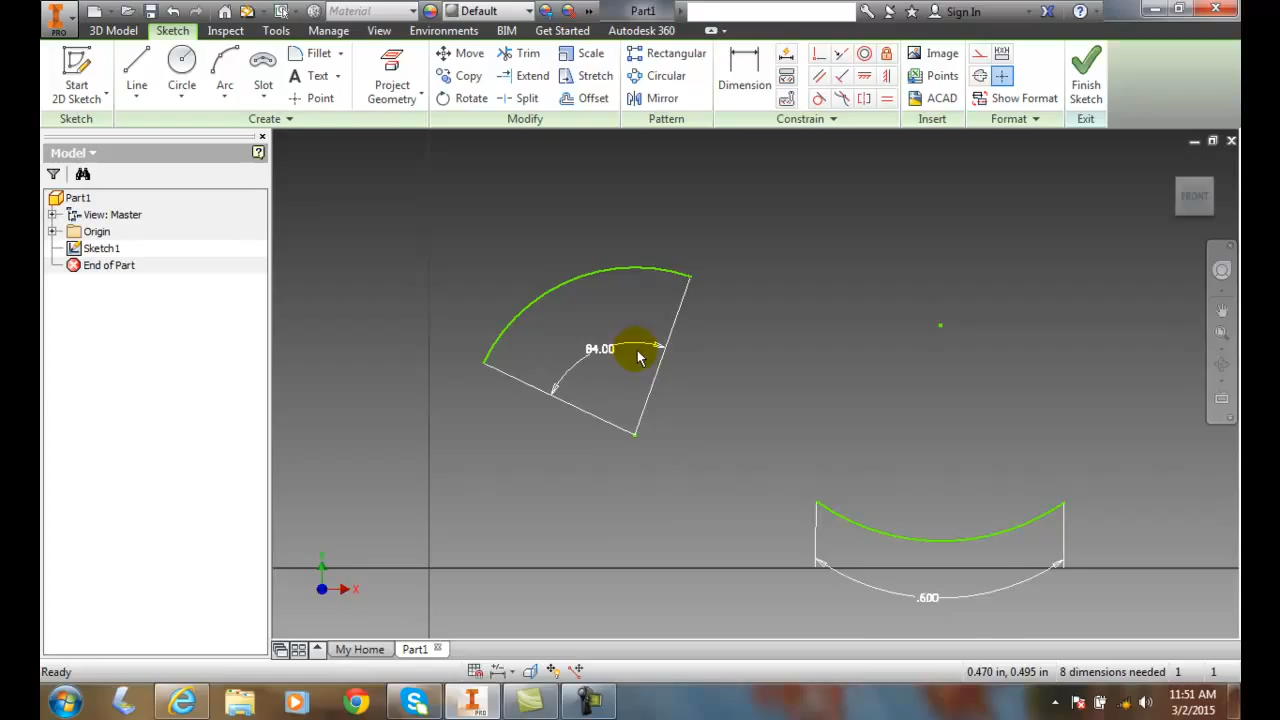 PRO
Material
Default
Part1
Sign In
3D Model
Sketch
Inspect
Tools
Manage
View
Environments
BIM
Get Started
Autodesk 360
Start
2D Sketch
Line
Circle
Arc
Slot
Fillet
Text
Point
Project
Geometry
Move
Copy
Rotate
Trim
Extend
Split
Scale
Stretch
Offset
Rectangular
Circular
Mirror
Dimension
Image
Points
ACAD
Show Format
Finish
Sketch
Sketch
Create
Modify
Pattern
Constrain
Insert
Format
Exit
Model
Part1
View: Master
Origin
Sketch1
End of Part
FRONT
84.00
.600
Y
X
My Home
Part1
Ready
0.470 in, 0.495 in
8 dimensions needed
1
1
PRO
11:51 AM
3/2/2015